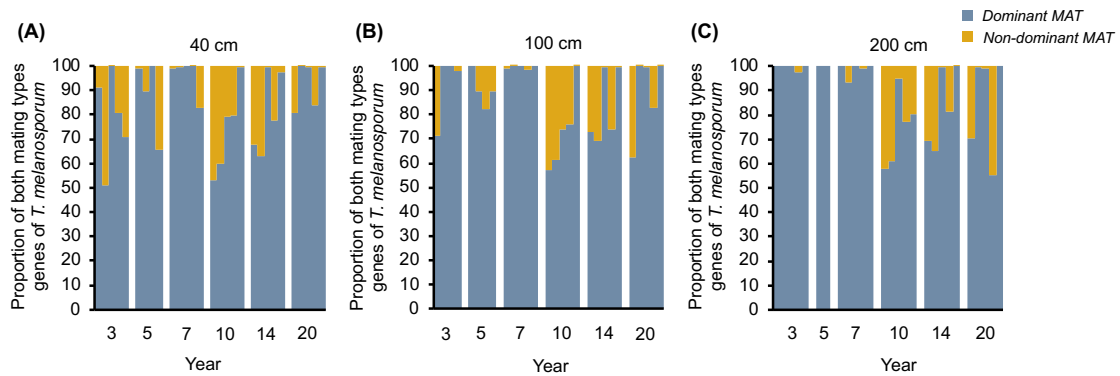 Dominant MAT
Non-dominant MAT
(A)
40 cm
Proportion of both mating types
genes of T. melanosporum
100
90
80
70
60
50
40
30
20
10
0
3 5 7 10 14 20
Year
(B)
100 cm
Proportion of both mating types
genes of T. melanosporum
100
90
80
70
60
50
40
30
20
10
0
3 5 7 10 14 20
Year
(C)
200 cm
Proportion of both mating types
genes of T. melanosporum
100
90
80
70
60
50
40
30
20
10
0
3 5 7 10 14 20
Year